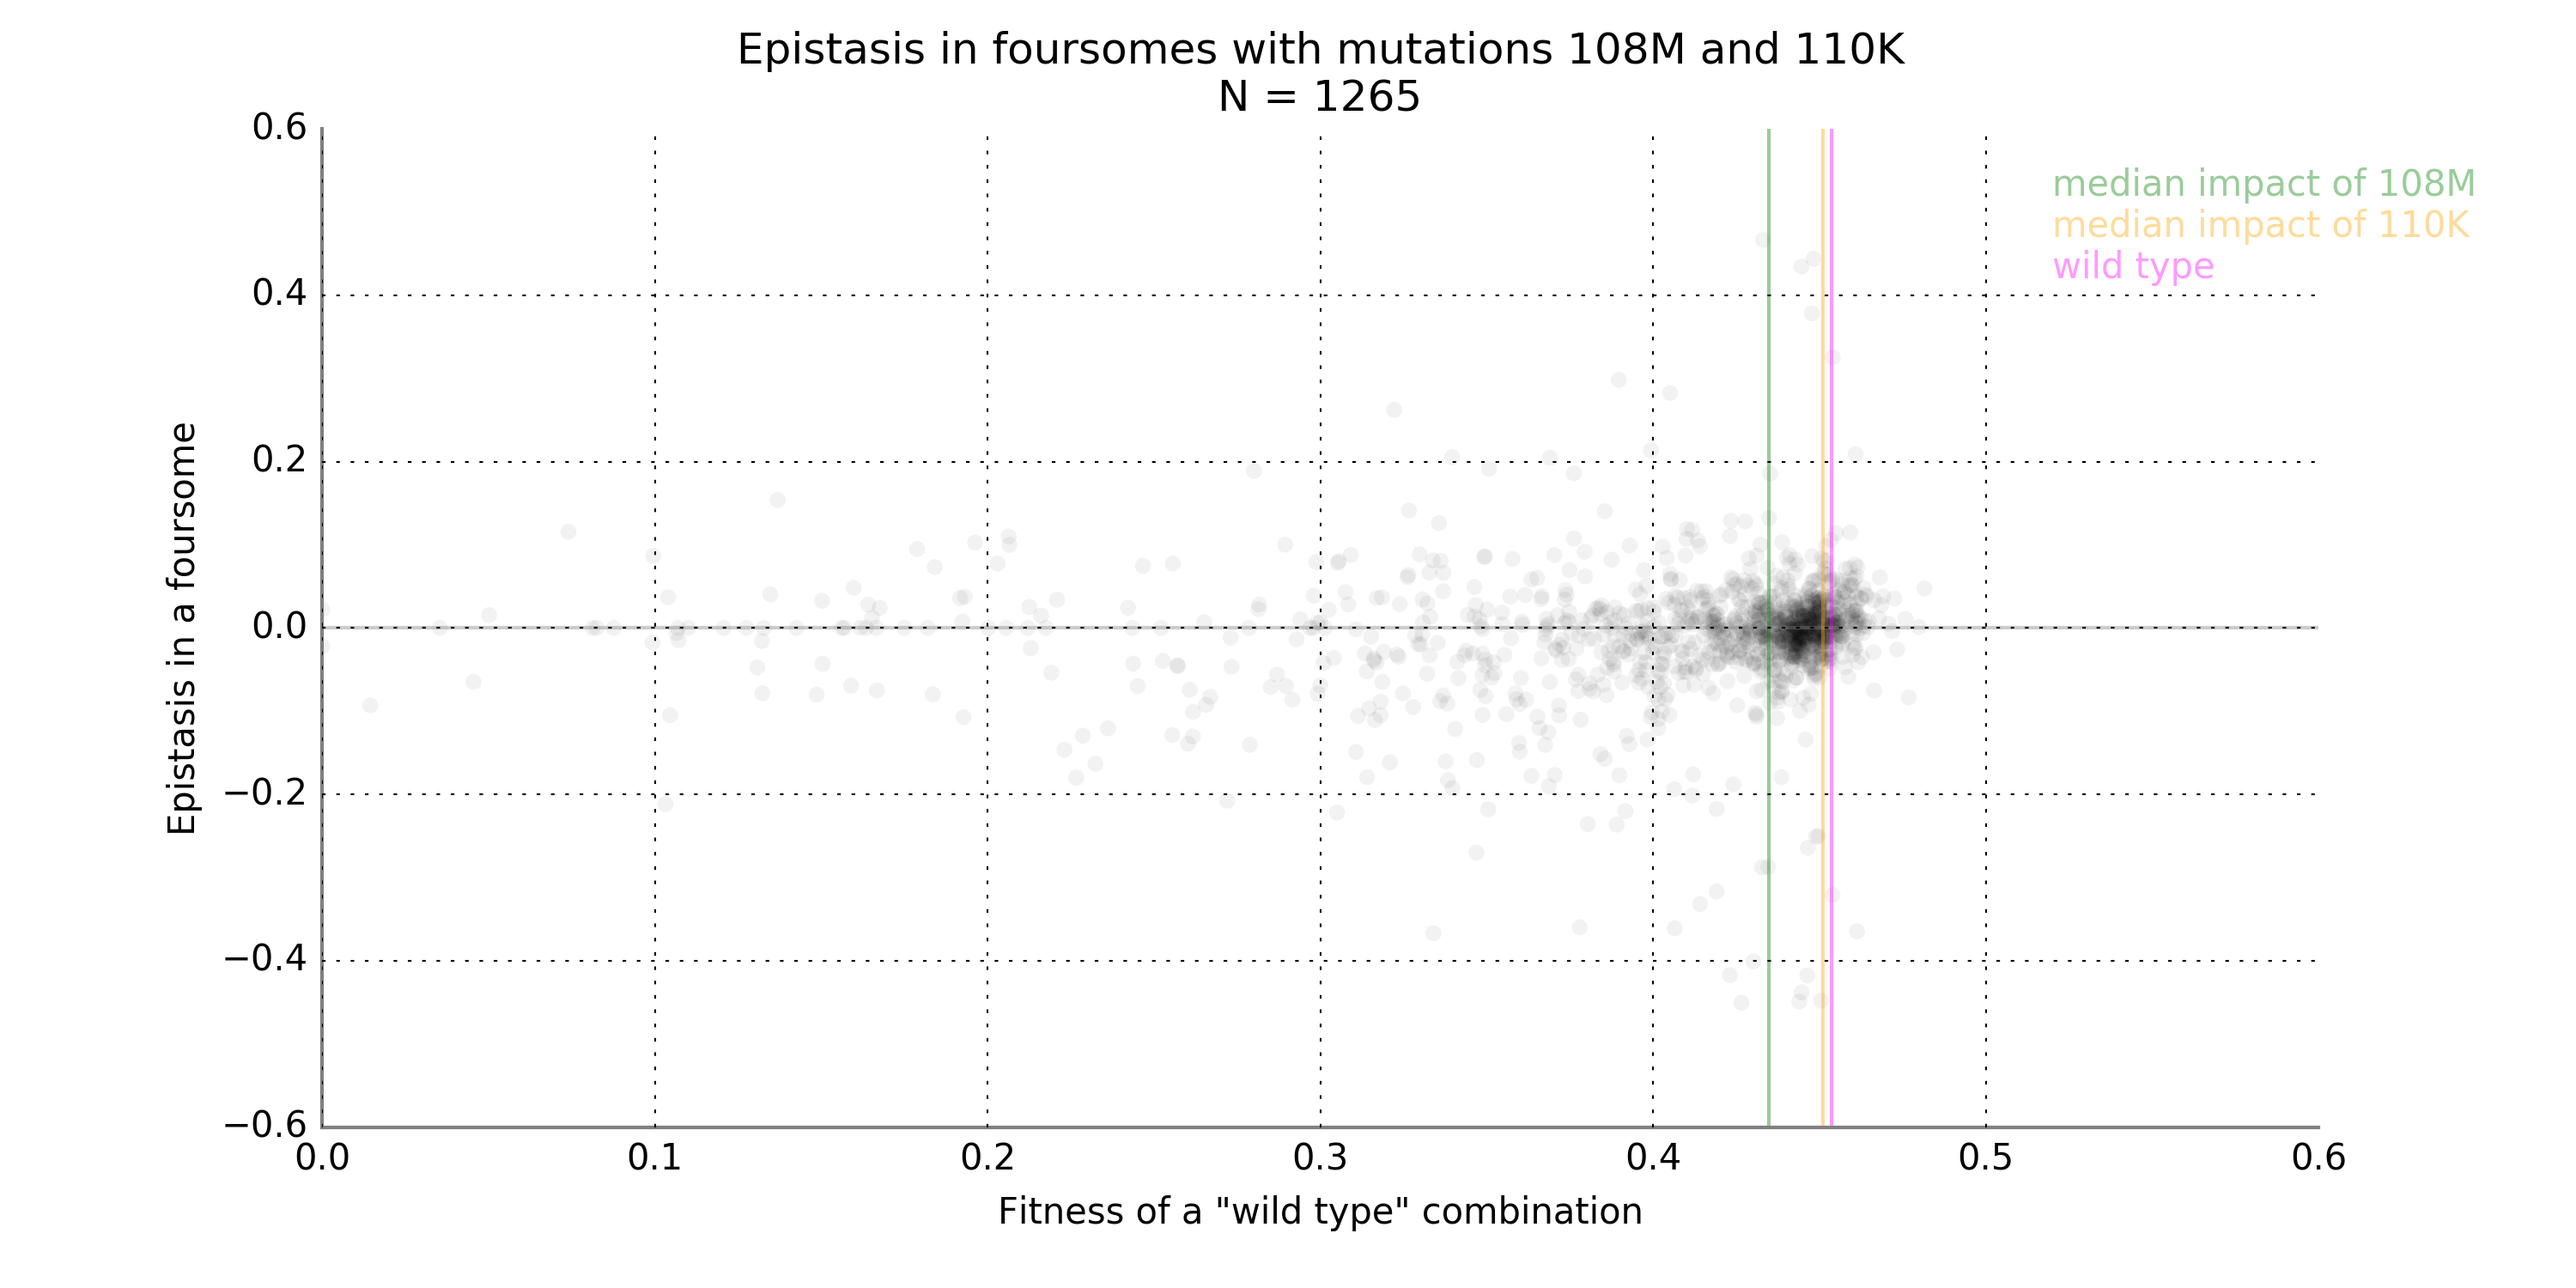 Epistasis in foursomes with mutations 108M and 110K
N = 1265
0.6
0.4
0.2
0.0
−0.2
−0.4
−0.6
Epistasis in a foursome
median impact of 108M
median impact of 110K
wild type
0.0 0.1 0.2 0.3 0.4 0.5 0.6
Fitness of a "wild type" combination